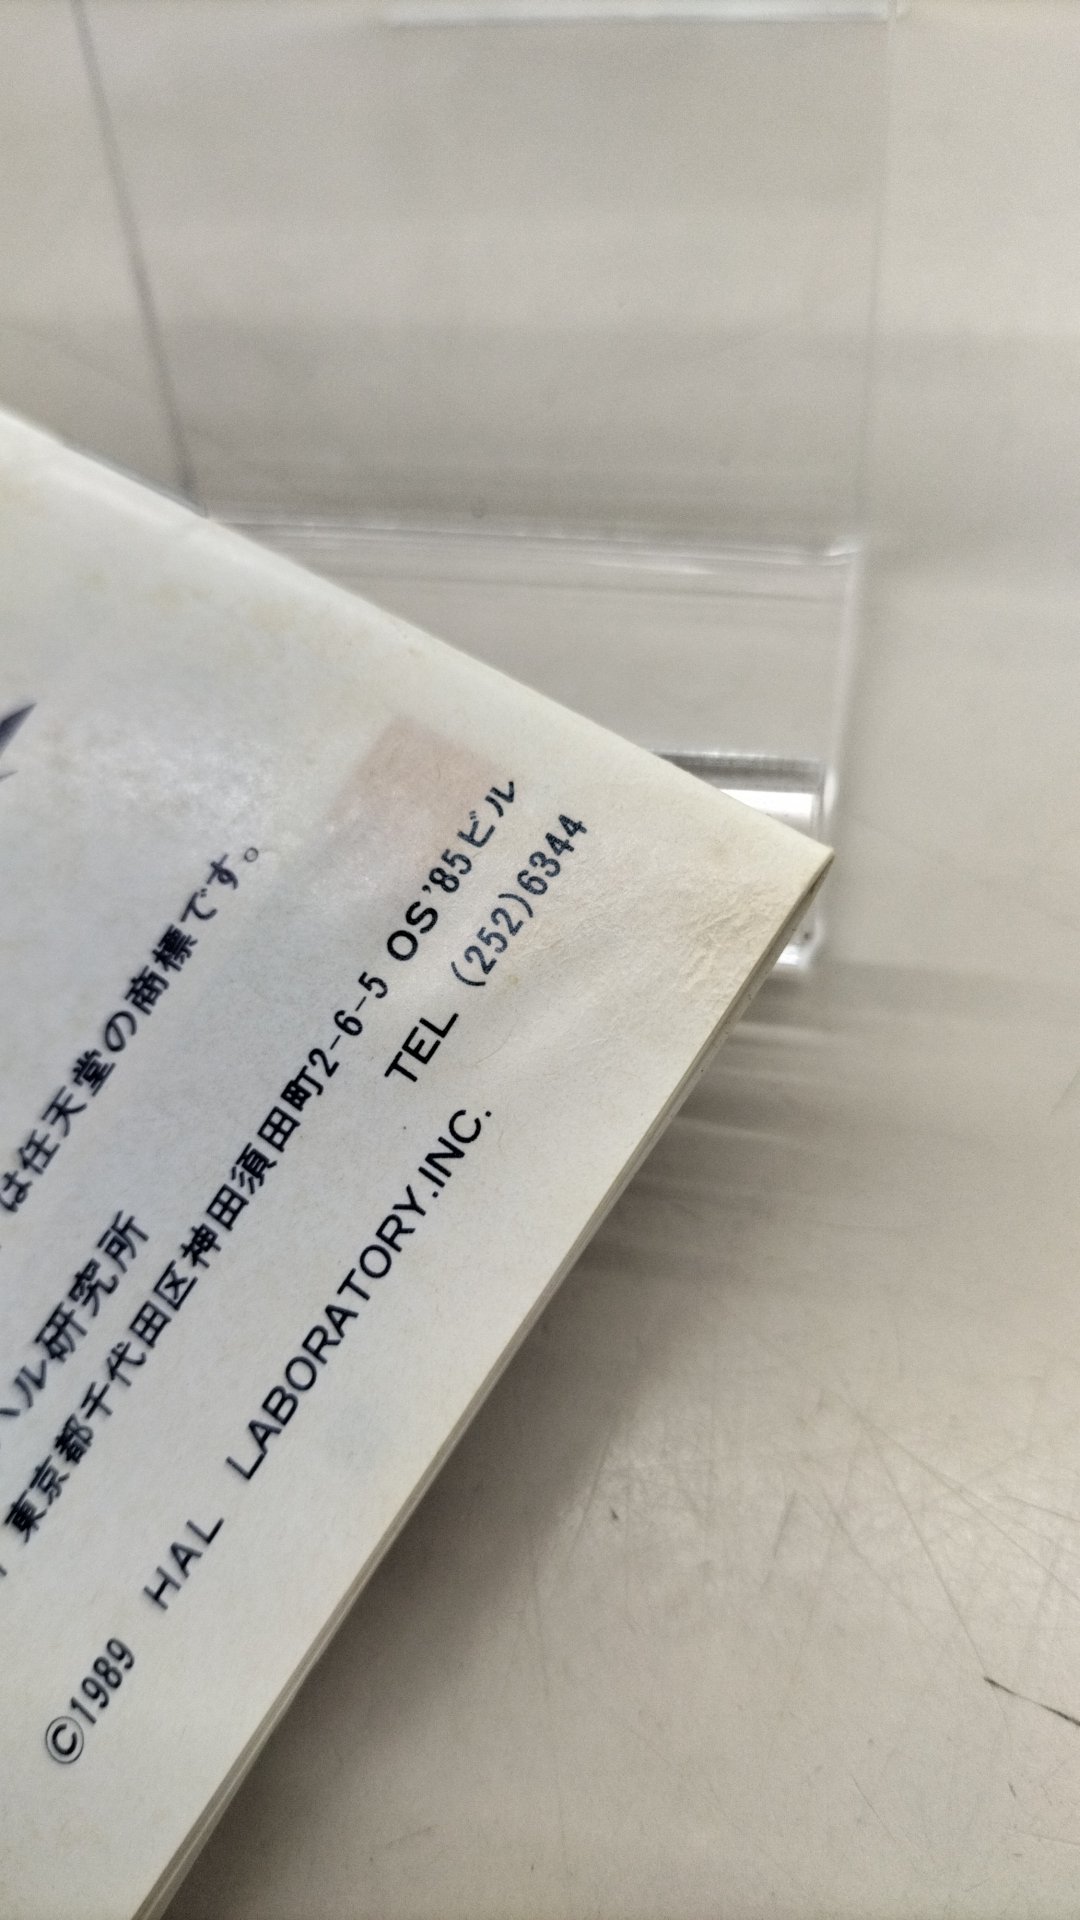 は任天堂の商標です。
ハル研究所
東京都千代田区神田須田町2-6-5 OS'85ビル
TEL (252)6344
©1989 HAL LABORATORY.INC.